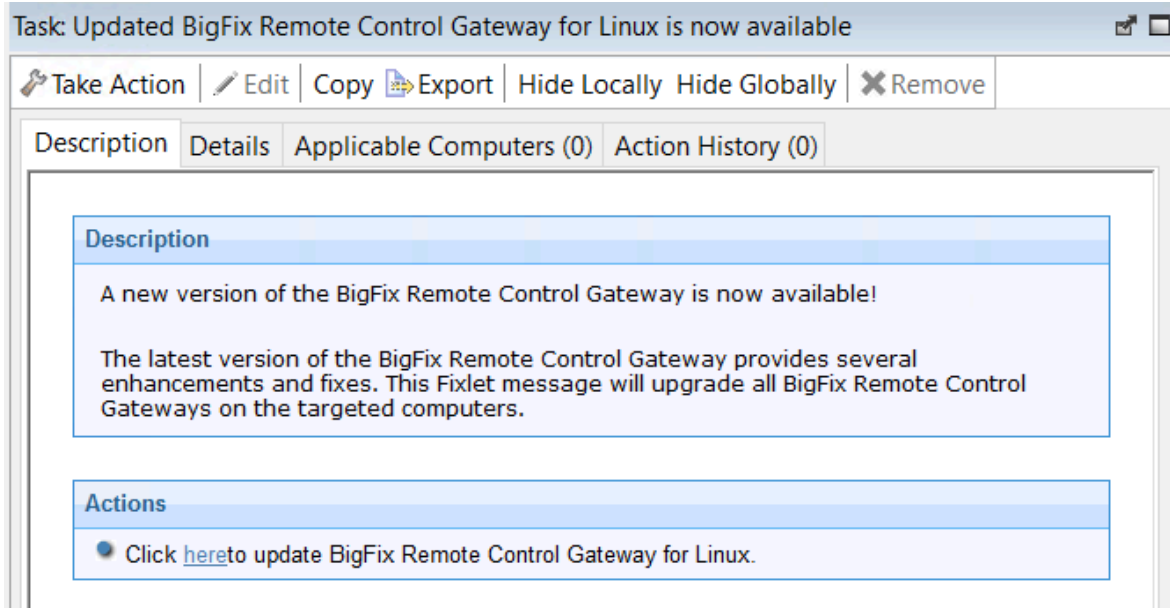 Task: Updated BigFix Remote Control Gateway for Linux is now available
Take Action Edit Copy Export Hide Locally Hide Globally Remove
Description Details Applicable Computers (0) Action History (0)
Description
A new version of the BigFix Remote Control Gateway is now available!
The latest version of the BigFix Remote Control Gateway provides several
enhancements and fixes. This Fixlet message will upgrade all BigFix Remote Control
Gateways on the targeted computers.
Actions
Click hereto update BigFix Remote Control Gateway for Linux.